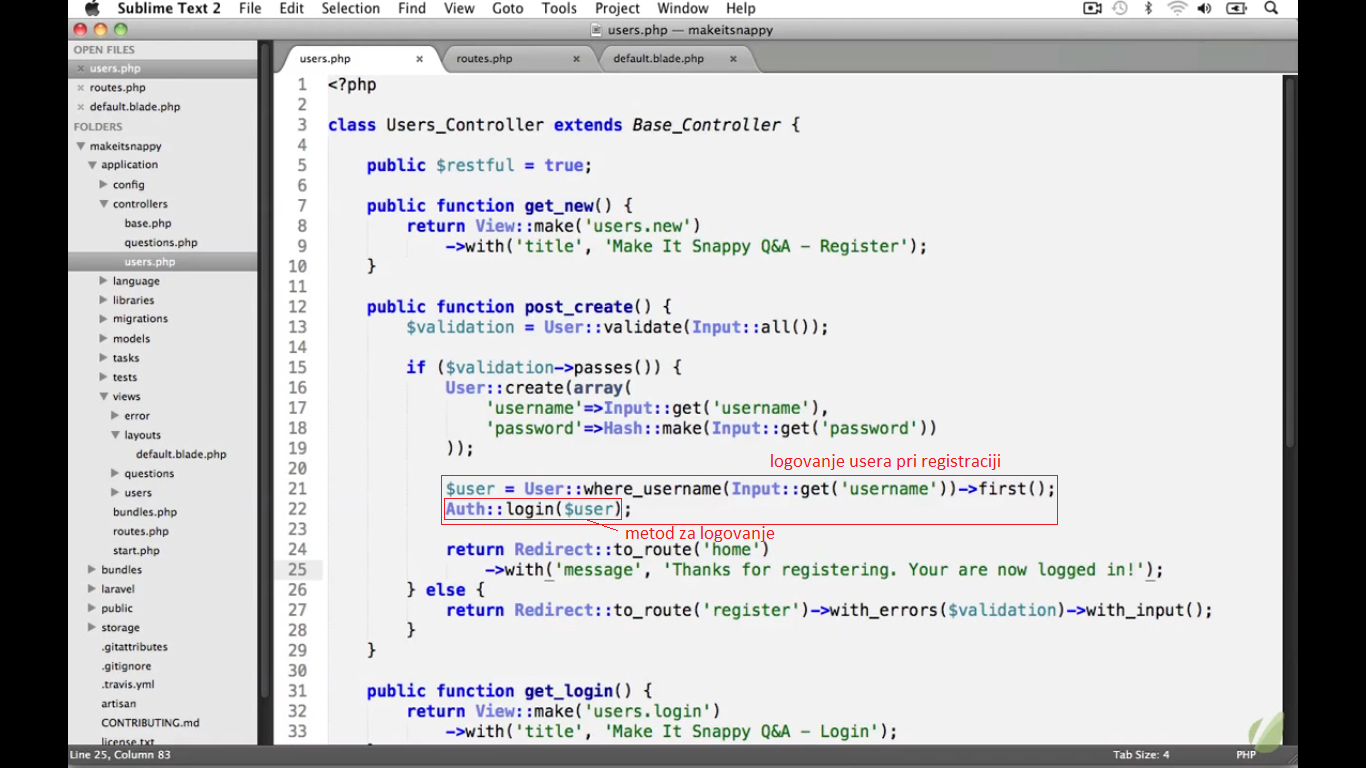 Sublime Text 2 File Edit Selection Find View Goto Tools Project Window Help
users.php — makeitsnappy
OPEN FILES
users.php
routes.php
default.blade.php
FOLDERS
makeitsnappy
application
config
controllers
base.php
questions.php
users.php
language
libraries
migrations
models
tasks
tests
views
error
layouts
default.blade.php
questions
users
bundles.php
routes.php
start.php
bundles
laravel
public
storage
.gitattributes
.gitignore
.travis.yml
artisan
CONTRIBUTING.md
license.txt
users.php routes.php default.blade.php
1 <?php
2
3 class Users_Controller extends Base_Controller {
4
5 public $restful = true;
6
7 public function get_new() {
8 return View::make('users.new')
9 ->with('title', 'Make It Snappy Q&A - Register');
10 }
11
12 public function post_create() {
13 $validation = User::validate(Input::all());
14
15 if ($validation->passes()) {
16 User::create(array(
17 'username'=>Input::get('username'),
18 'password'=>Hash::make(Input::get('password'))
19 ));
20
logovanje usera pri registraciji
21 $user = User::where_username(Input::get('username'))->first();
22 Auth::login($user);
23
metod za logovanje
24 return Redirect::to_route('home')
25 ->with('message', 'Thanks for registering. Your are now logged in!');
26 } else {
27 return Redirect::to_route('register')->with_errors($validation)->with_input();
28 }
29 }
30
31 public function get_login() {
32 return View::make('users.login')
33 ->with('title', 'Make It Snappy Q&A - Login');
Line 25, Column 83 Tab Size: 4 PHP